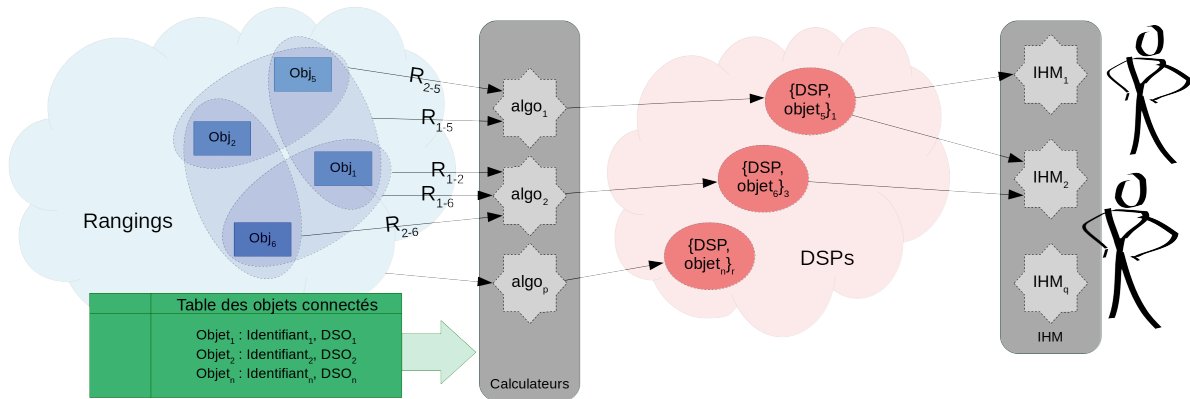 Rangings
Obj5
Obj2
Obj1
Obj6
R2-5
R1-5
R1-2
R1-6
R2-6
Table des objets connectés
Objet1 : Identifiant1, DSO1
Objet2 : Identifiant2, DSO2
Objetn : Identifiantn, DSOn
algo1
algo2
algop
Calculateurs
{DSP,
objet5}1
{DSP,
objet6}3
{DSP,
objetn}r
DSPs
IHM1
IHM2
IHMq
IHM